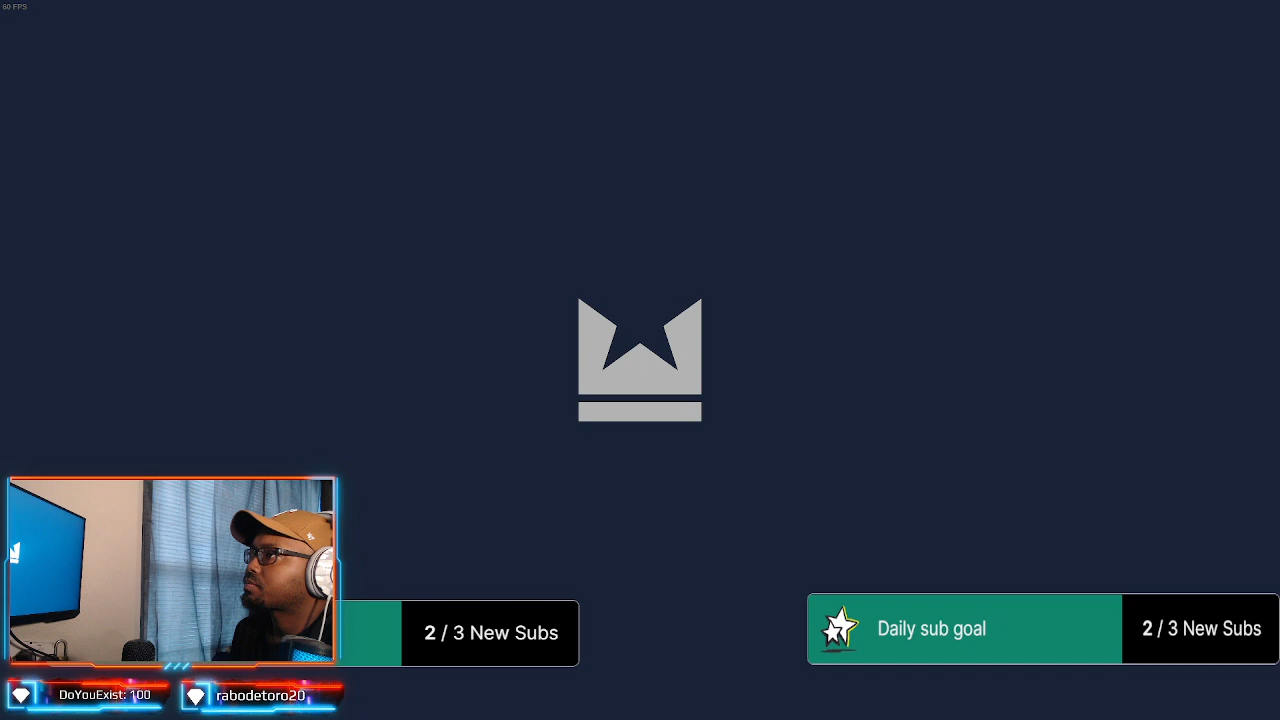 60 FPS
2 / 3 New Subs
Daily sub goal
2 / 3 New Subs
DoYouExist: 100
rabodetoro20